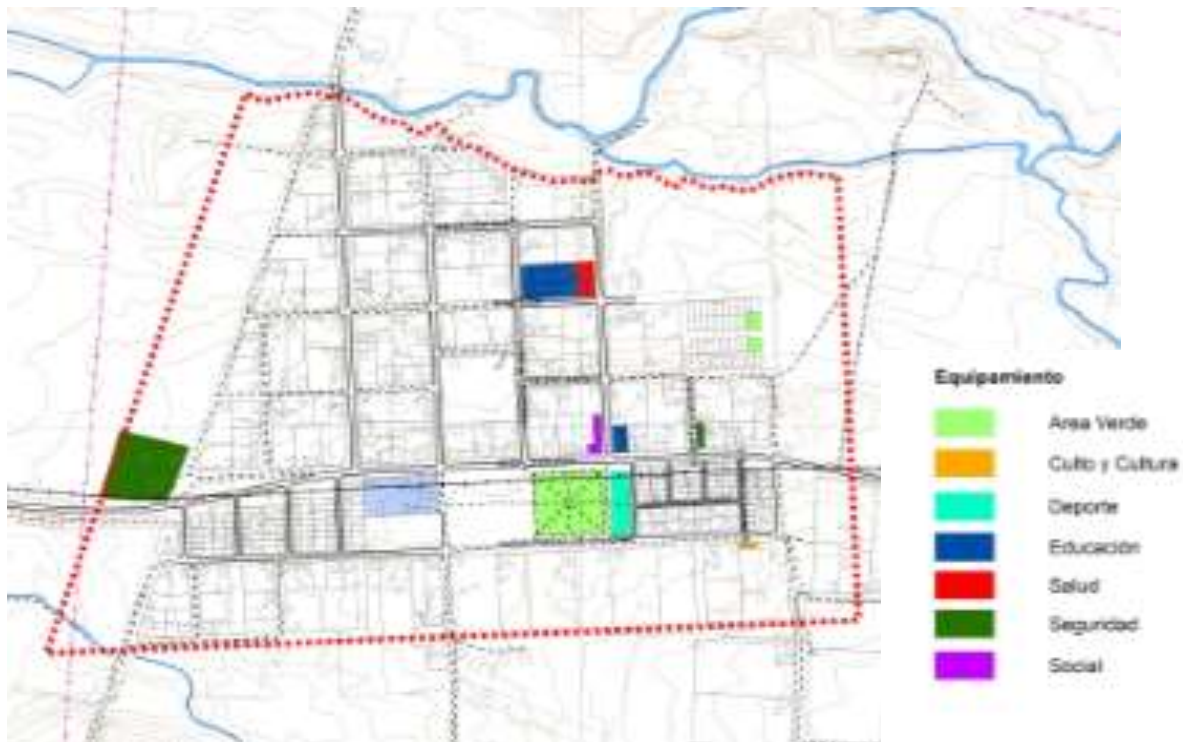 Equipamiento
Area Verde
Culto y Cultura
Deporte
Educación
Salud
Seguridad
Social